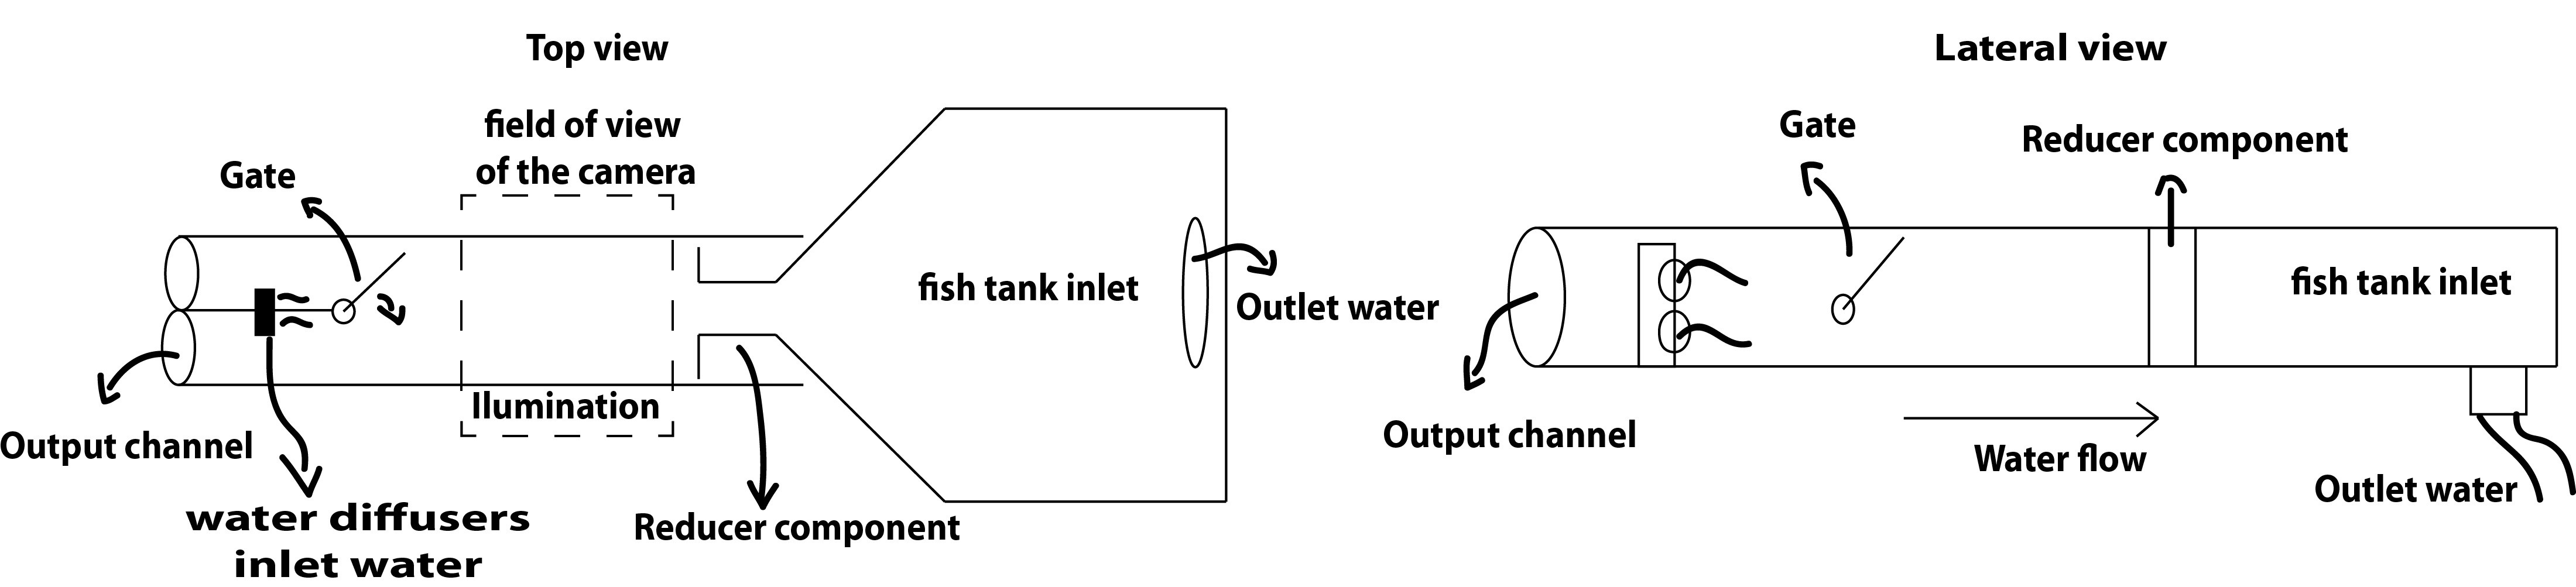 Top view
field of view
of the camera
Gate
fish tank inlet
Outlet water
Ilumination
Output channel
water diffusers
inlet water
Reducer component
Lateral view
Gate
Reducer component
fish tank inlet
Output channel
Water flow
Outlet water